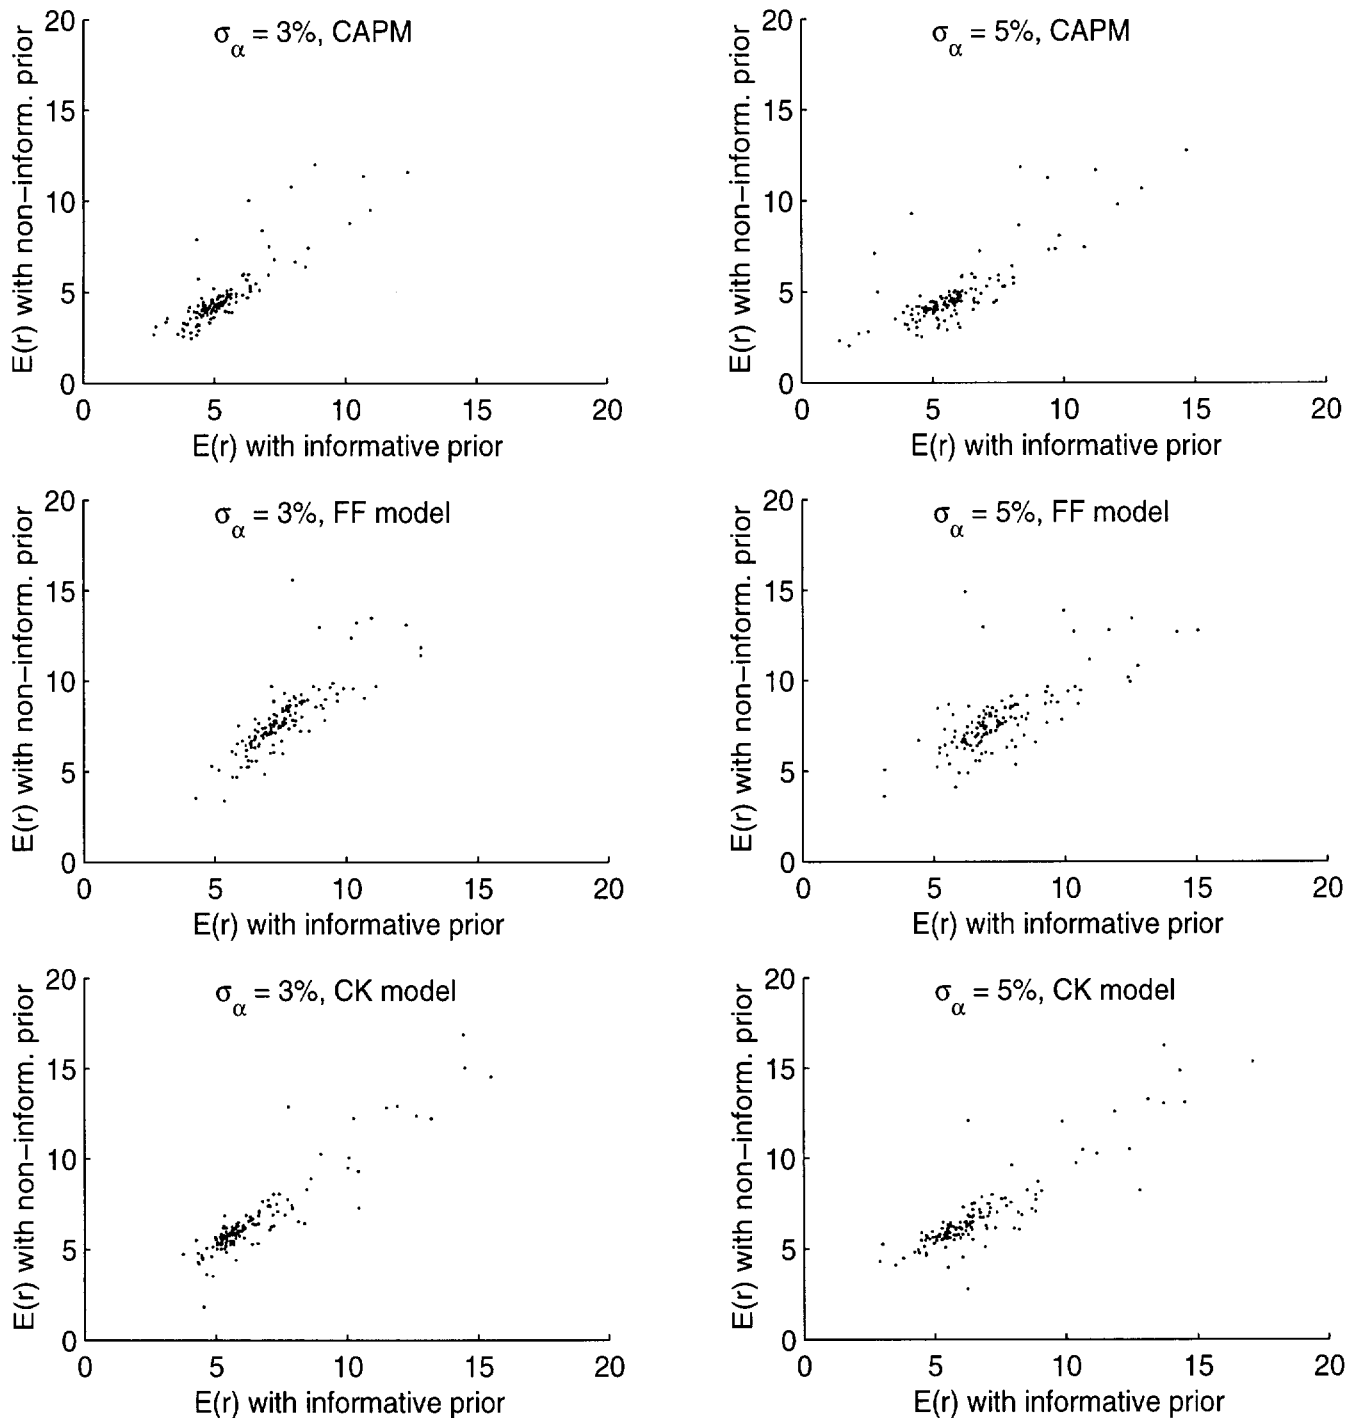 σα = 3%, CAPM
E(r) with non-inform. prior
20
15
10
5
0
0 5 10 15 20
E(r) with informative prior
σα = 5%, CAPM
E(r) with non-inform. prior
20
15
10
5
0
0 5 10 15 20
E(r) with informative prior
σα = 3%, FF model
E(r) with non-inform. prior
20
15
10
5
0
0 5 10 15 20
E(r) with informative prior
σα = 5%, FF model
E(r) with non-inform. prior
20
15
10
5
0
0 5 10 15 20
E(r) with informative prior
σα = 3%, CK model
E(r) with non-inform. prior
20
15
10
5
0
0 5 10 15 20
E(r) with informative prior
σα = 5%, CK model
E(r) with non-inform. prior
20
15
10
5
0
0 5 10 15 20
E(r) with informative prior